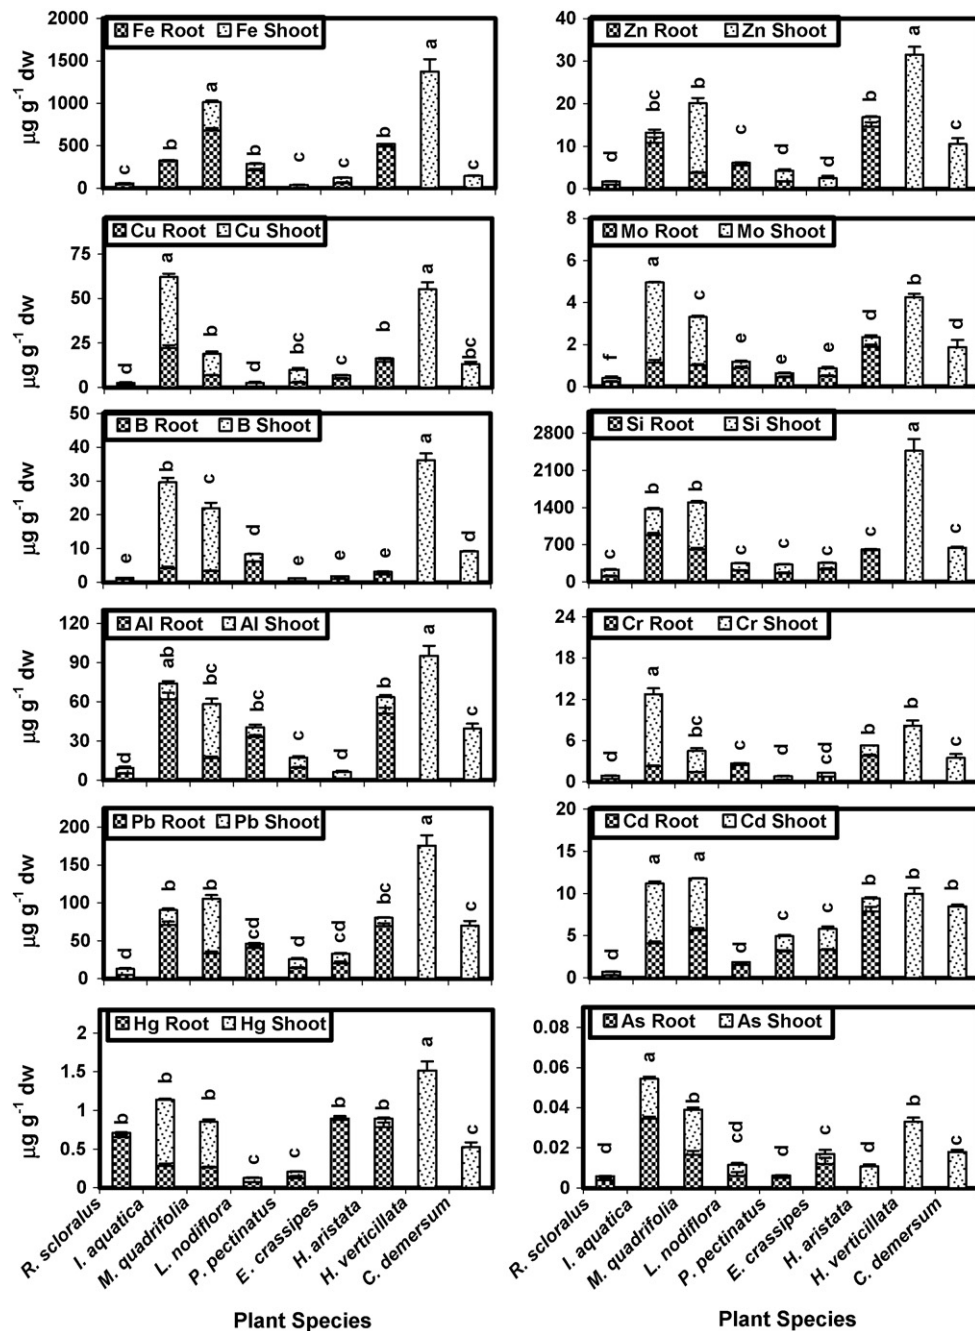 Fe Root Fe Shoot
μg g-1 dw
2000
1500
1000
500
0
c b a b c c b a c
Zn Root Zn Shoot
40
30
20
10
0
d bc b c d d b a c
Cu Root Cu Shoot
μg g-1 dw
75
50
25
0
d a b d bc c b a bc
Mo Root Mo Shoot
8
6
4
2
0
f a c e e e d b d
B Root B Shoot
μg g-1 dw
50
40
30
20
10
0
e b c d e e e a d
Si Root Si Shoot
2800
2100
1400
700
0
c b b c c c c a c
Al Root Al Shoot
μg g-1 dw
120
90
60
30
0
d ab bc bc c d b a c
Cr Root Cr Shoot
24
18
12
6
0
d a bc c d cd b b c
Pb Root Pb Shoot
μg g-1 dw
200
150
100
50
0
d b b cd d cd bc a c
Cd Root Cd Shoot
20
15
10
5
0
d a a d c c b b b
Hg Root Hg Shoot
μg g-1 dw
2
1.5
1
0.5
0
b b b c c b b a c
As Root As Shoot
0.08
0.06
0.04
0.02
0
d a b cd d c d b c
R. scloralus
I. aquatica
M. quadrifolia
L. nodiflora
P. pectinatus
E. crassipes
H. aristata
H. verticillata
C. demersum
Plant Species
R. scloralus
I. aquatica
M. quadrifolia
L. nodiflora
P. pectinatus
E. crassipes
H. aristata
H. verticillata
C. demersum
Plant Species